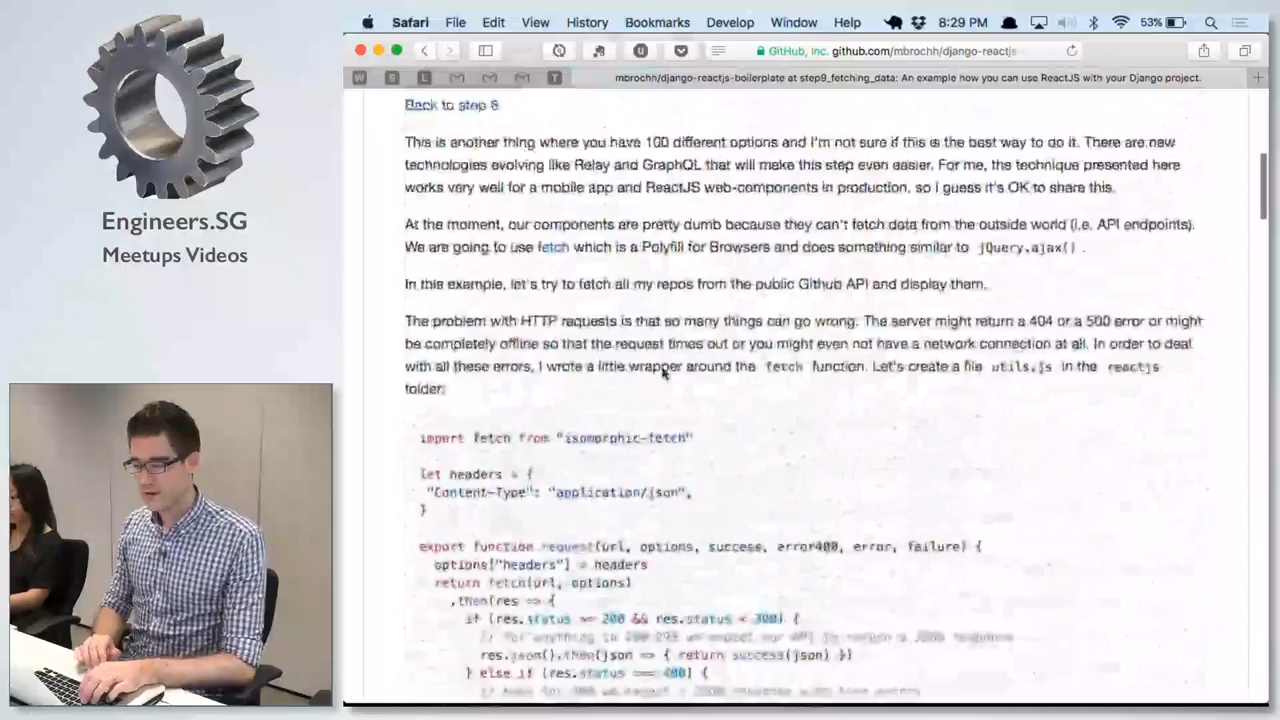 Safari File Edit View History Bookmarks Develop Window Help 8:29 PM 53%
GitHub, Inc. github.com/mbrochh/django-reactjs-
W S L T mbrochh/django-reactjs-boilerplate at step9_fetching_data: An example how you can use ReactJS with your Django project.
Engineers.SG
Meetups Videos
Back to step 8
This is another thing where you have 100 different options and I'm not sure if this is the best way to do it. There are new
technologies evolving like Relay and GraphQL that will make this step even easier. For me, the technique presented here
works very well for a mobile app and ReactJS web-components in production, so I guess it's OK to share this.
At the moment, our components are pretty dumb because they can't fetch data from the outside world (i.e. API endpoints).
We are going to use fetch which is a Polyfill for Browsers and does something similar to jQuery.ajax() .
In this example, let's try to fetch all my repos from the public Github API and display them.
The problem with HTTP requests is that so many things can go wrong. The server might return a 404 or a 500 error or might
be completely offline so that the request times out or you might even not have a network connection at all. In order to deal
with all these errors, I wrote a little wrapper around the fetch function. Let's create a file utils.js in the reactjs
folder:
import fetch from "isomorphic-fetch"
let headers = {
"Content-Type": "application/json",
}
export function request(url, options, success, error400, error, failure) {
options["headers"] = headers
return fetch(url, options)
.then(res => {
if (res.status >= 200 && res.status < 300) {
// for anything in 200-299 we expect our API to return a JSON response
res.json().then(json => { return success(json) })
} else if (res.status === 400) {